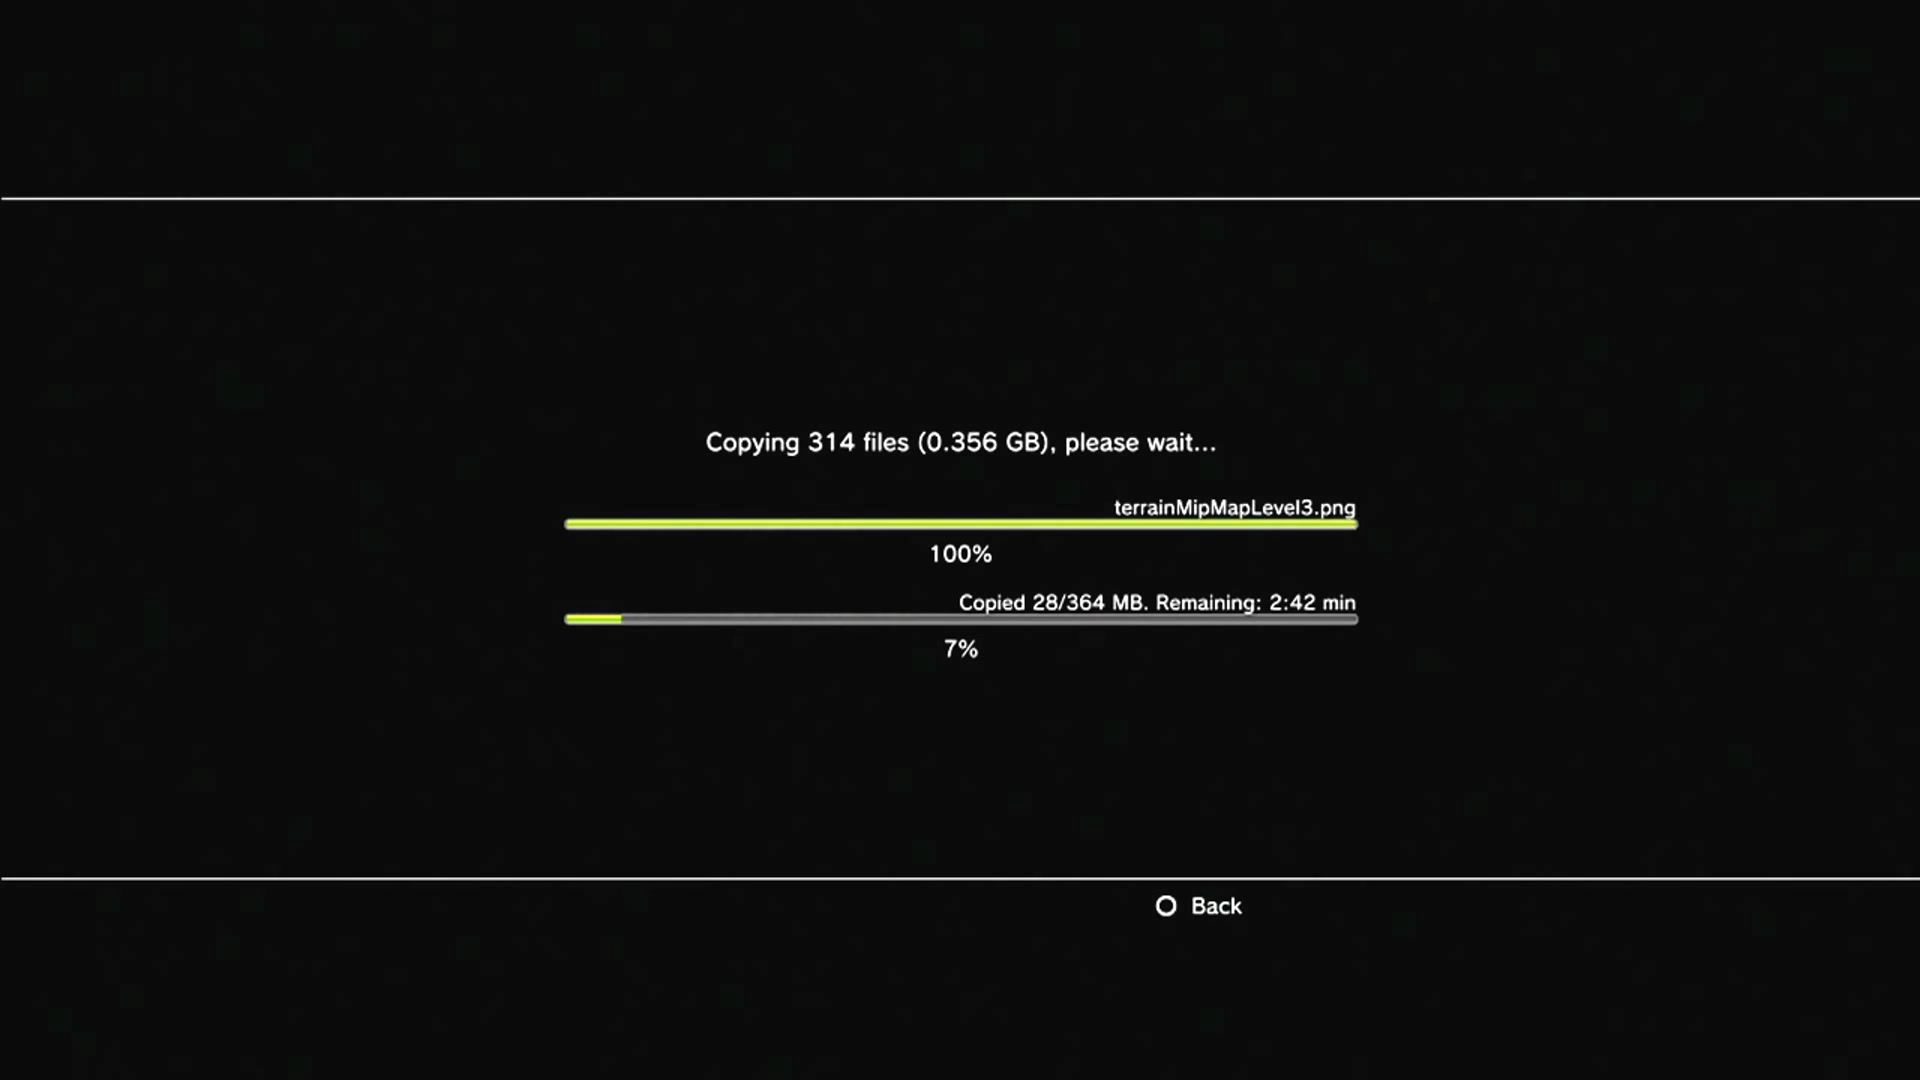 Copying 314 files (0.356 GB), please wait...
terrainMipMapLevel3.png
100%
Copied 28/364 MB. Remaining: 2:42 min
7%
Back